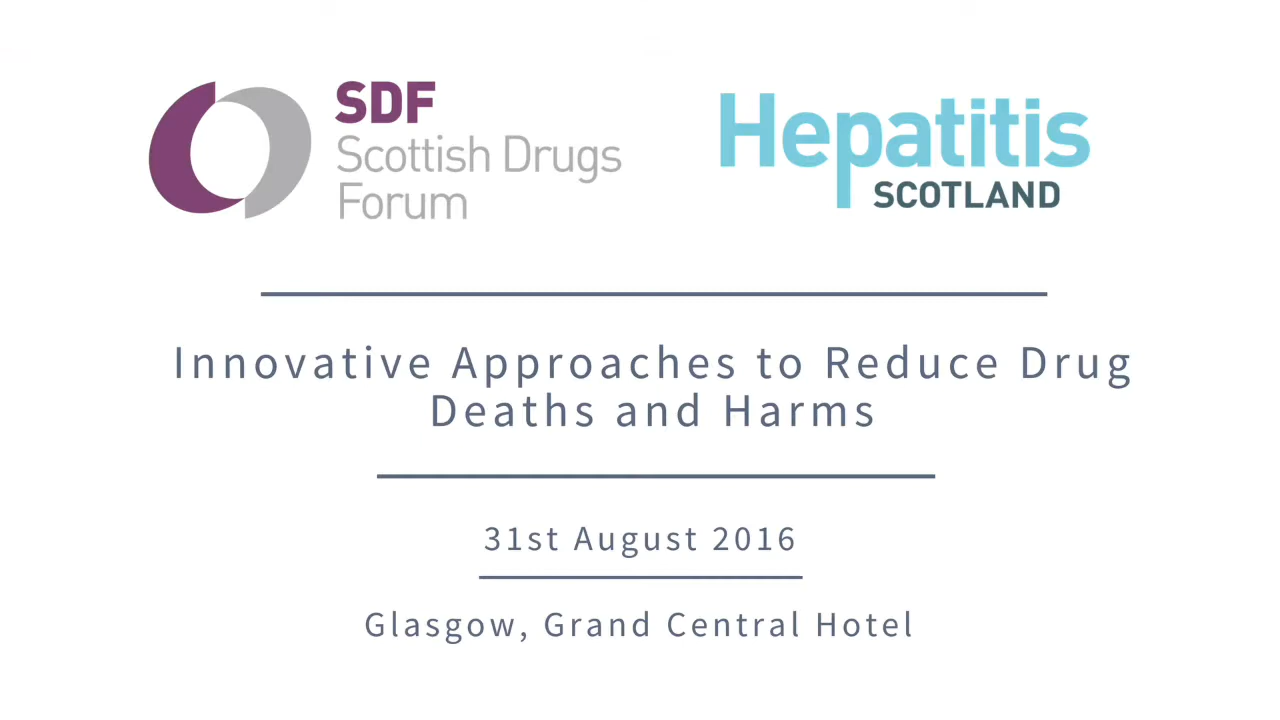 SDF
Scottish Drugs
Forum
Hepatitis
SCOTLAND
Innovative Approaches to Reduce Drug
Deaths and Harms
31st August 2016
Glasgow, Grand Central Hotel